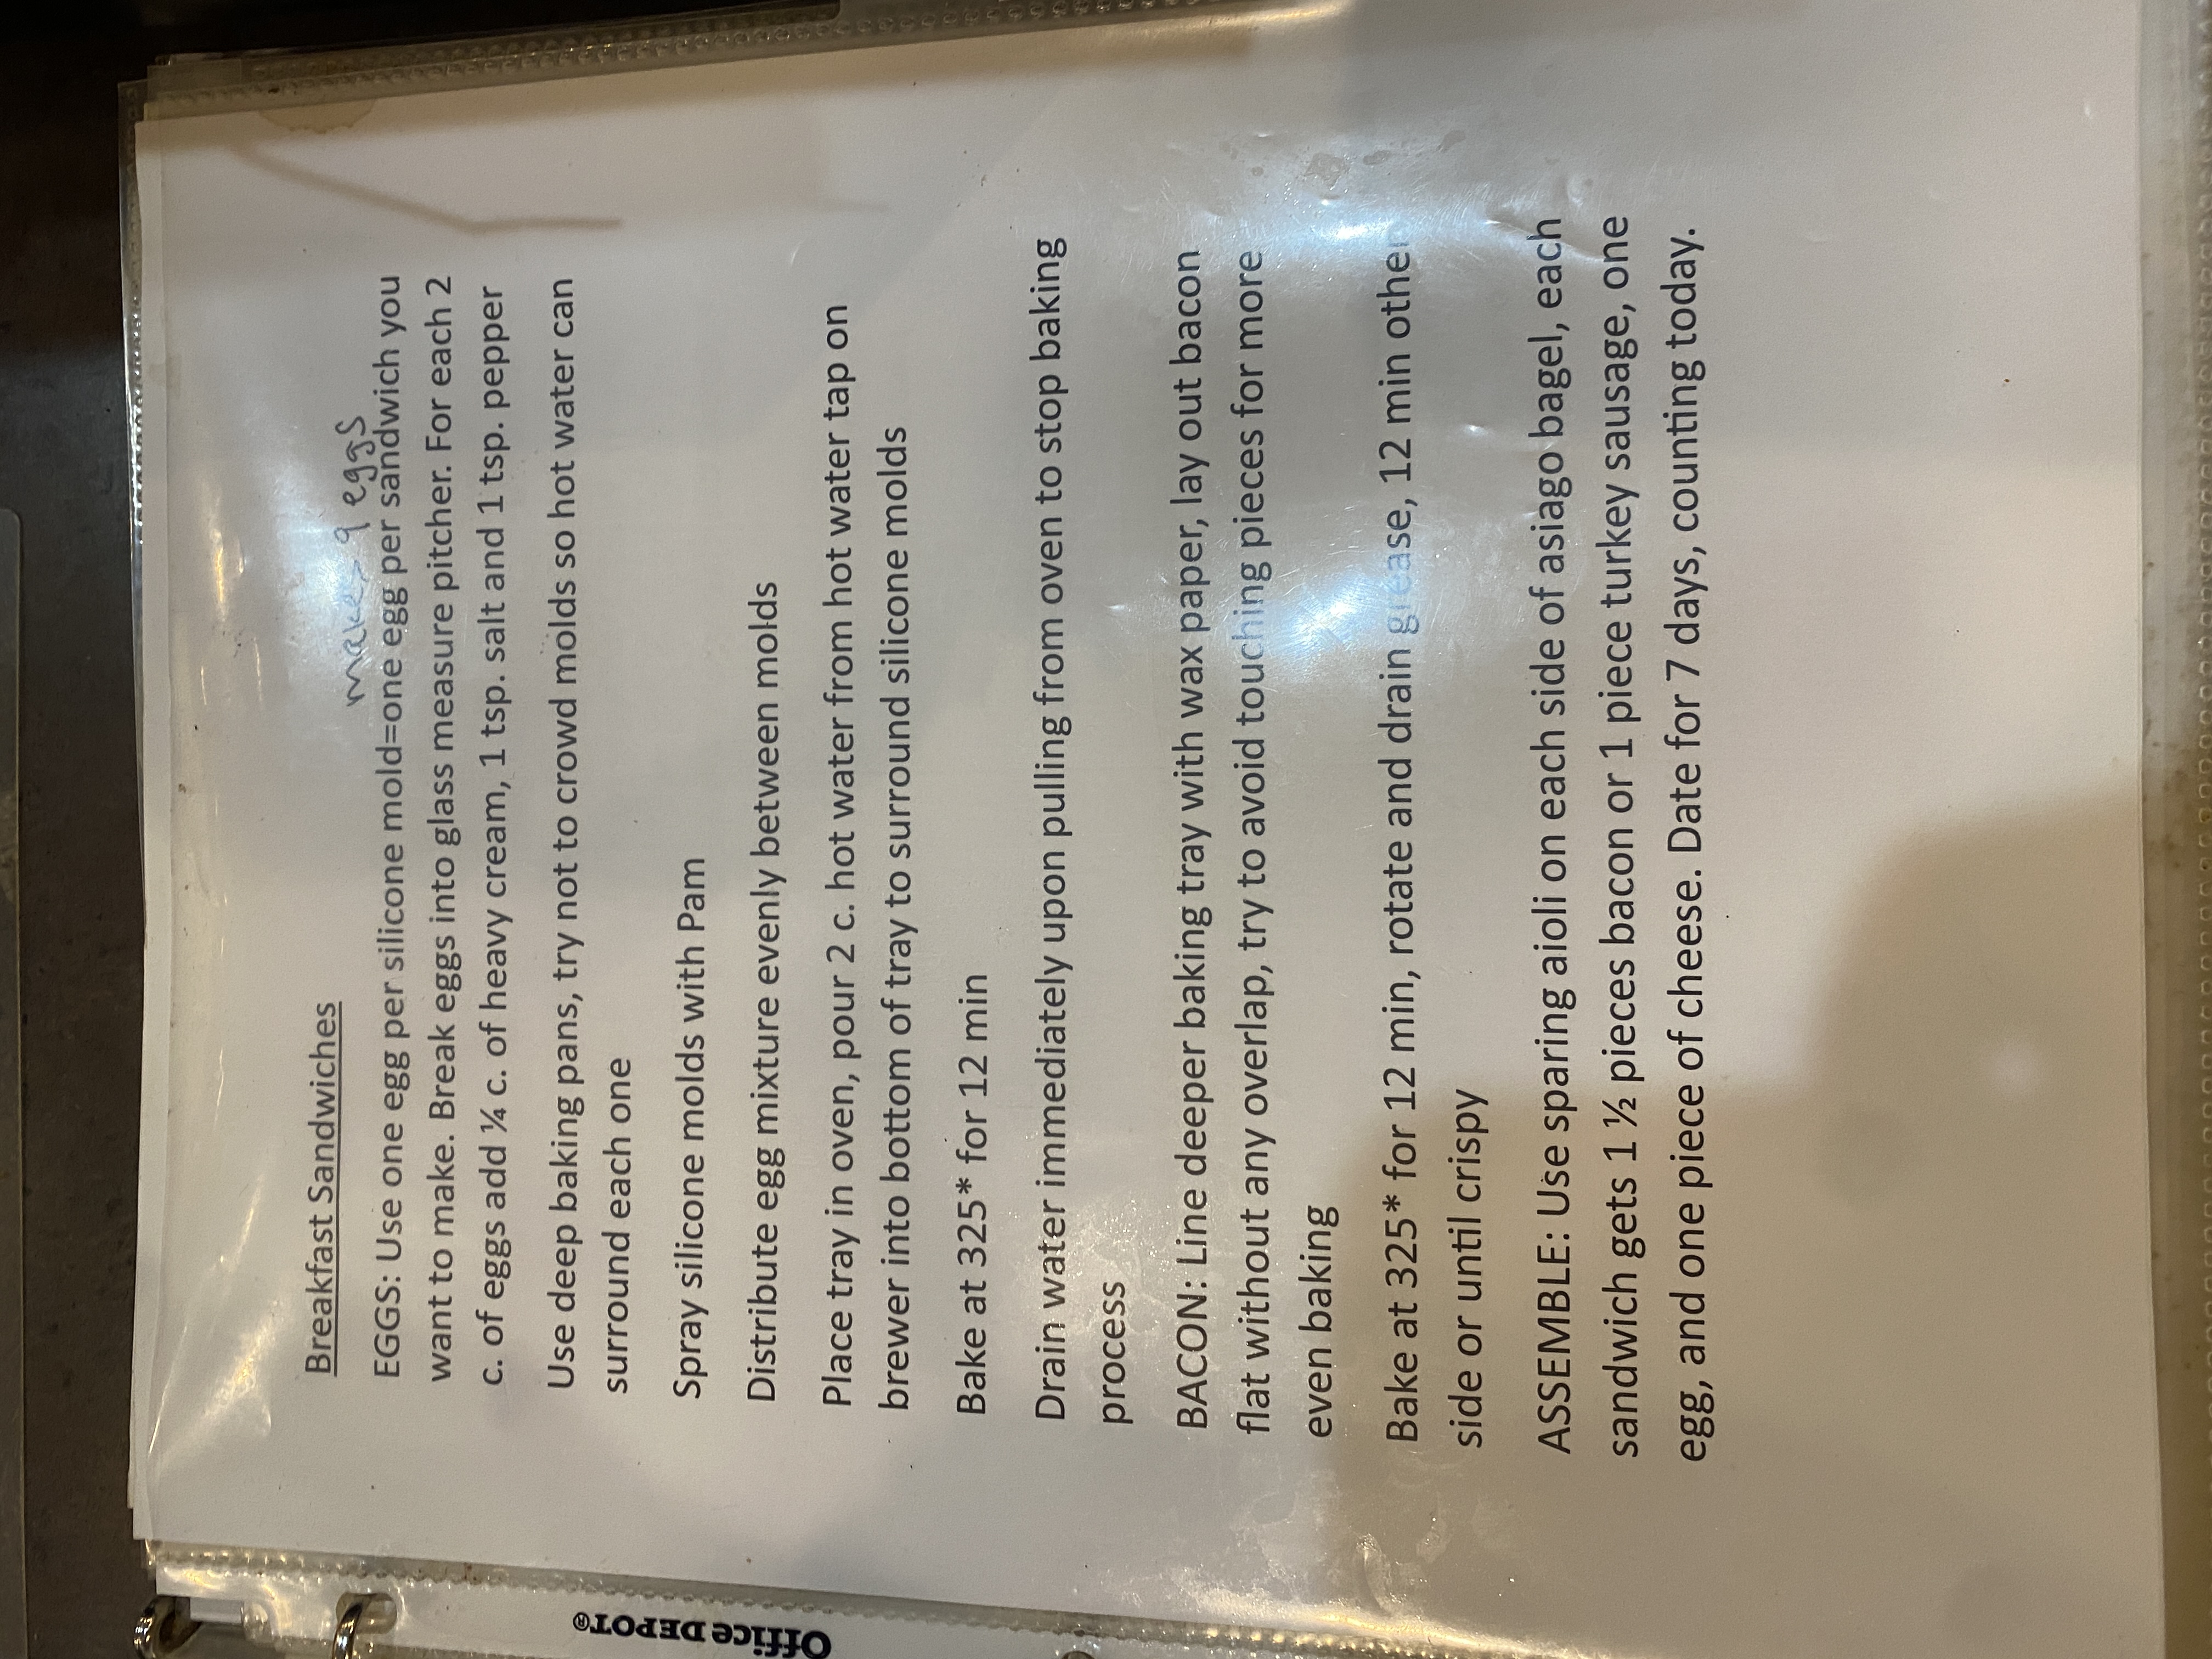 Breakfast Sandwiches
makes 9 eggs
EGGS: Use one egg per silicone mold=one egg per sandwich you
want to make. Break eggs into glass measure pitcher. For each 2
c. of eggs add ¼ c. of heavy cream, 1 tsp. salt and 1 tsp. pepper
Use deep baking pans, try not to crowd molds so hot water can
surround each one
Spray silicone molds with Pam
Distribute egg mixture evenly between molds
Place tray in oven, pour 2 c. hot water from hot water tap on
brewer into bottom of tray to surround silicone molds
Bake at 325* for 12 min
Drain water immediately upon pulling from oven to stop baking
process
BACON: Line deeper baking tray with wax paper, lay out bacon
flat without any overlap, try to avoid touching pieces for more
even baking
Bake at 325* for 12 min, rotate and drain grease, 12 min other
side or until crispy
ASSEMBLE: Use sparing aioli on each side of asiago bagel, each
sandwich gets 1 ½ pieces bacon or 1 piece turkey sausage, one
egg, and one piece of cheese. Date for 7 days, counting today.
Office DEPOT®